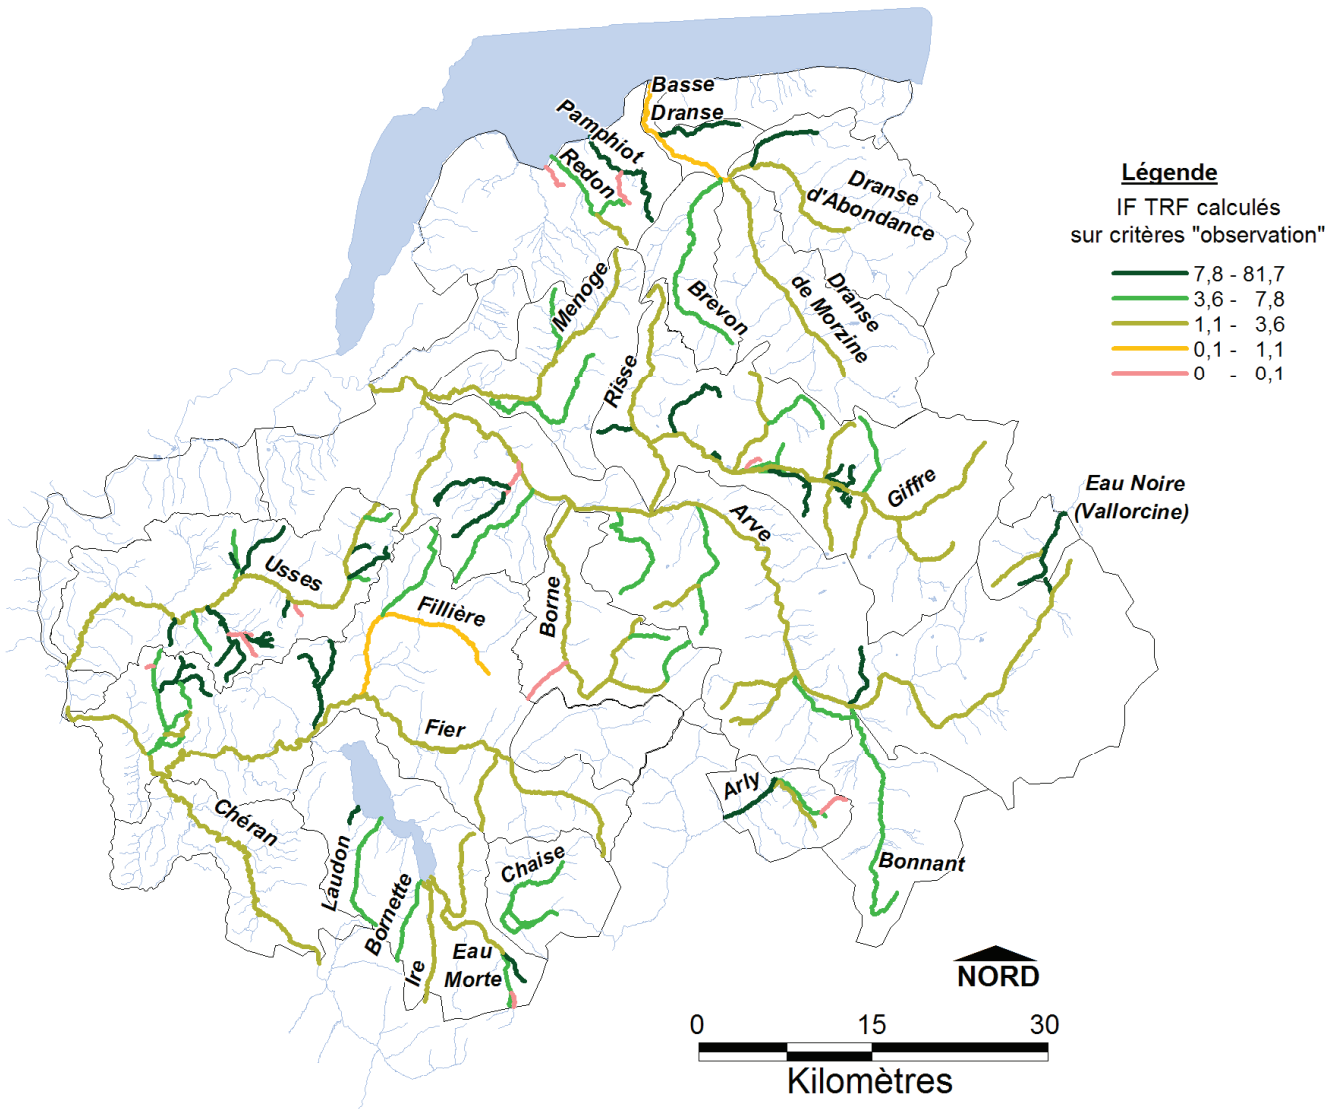 Basse
Dranse
Pamphiot
Redon
Dranse
d'Abondance
Légende
IF TRF calculés
sur critères "observation"
7,8 - 81,7
3,6 - 7,8
1,1 - 3,6
0,1 - 1,1
0 - 0,1
Menoge
Brevon
Dranse
de Morzine
Risse
Giffre
Eau Noire
(Vallorcine)
Arve
Usses
Fillière
Borne
Fier
Arly
Chéran
Laudon
Bornette
Chaise
Bonnant
Ire
Eau
Morte
NORD
0 15 30
Kilomètres